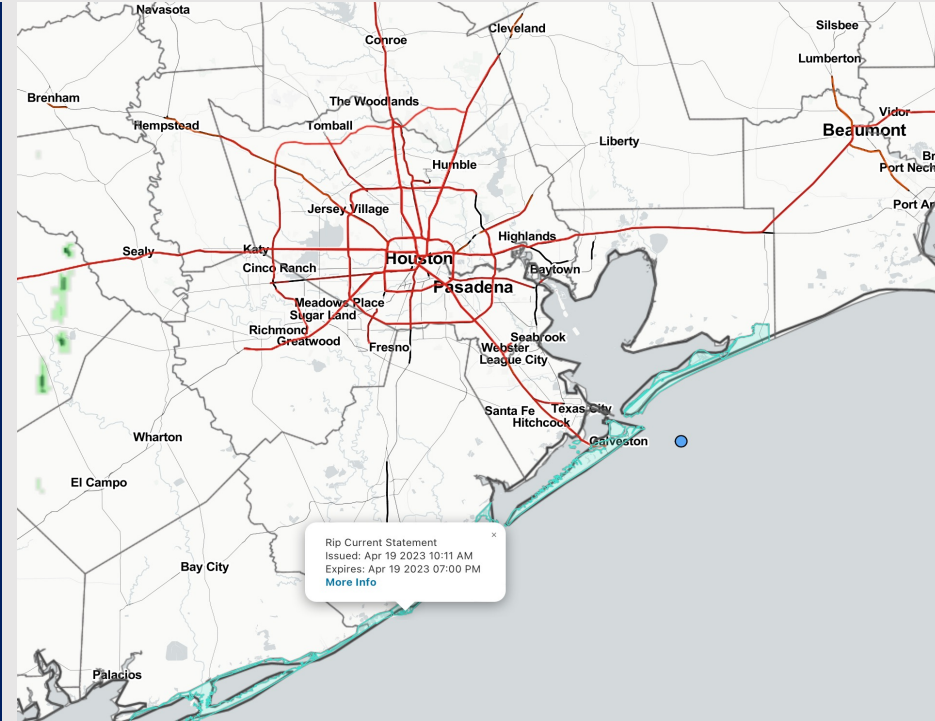 Navasota
Cleveland
Silsbee
Conroe
Lumberton
Brenham
The Woodlands
Vidor
Hempstead
Tomball
Beaumont
Liberty
Humble
Port Nech
Port Ar
Jersey Village
Highlands
Sealy
Katy
Houston
Cinco Ranch
Baytown
Pasadena
Meadows Place
Sugar Land
Richmond
Greatwood
Fresno
Seabrook
Webster
League City
Santa Fe
Texas City
Hitchcock
Galveston
Wharton
El Campo
Rip Current Statement
Issued: Apr 19 2023 10:11 AM
Expires: Apr 19 2023 07:00 PM
More Info
Bay City
Palacios